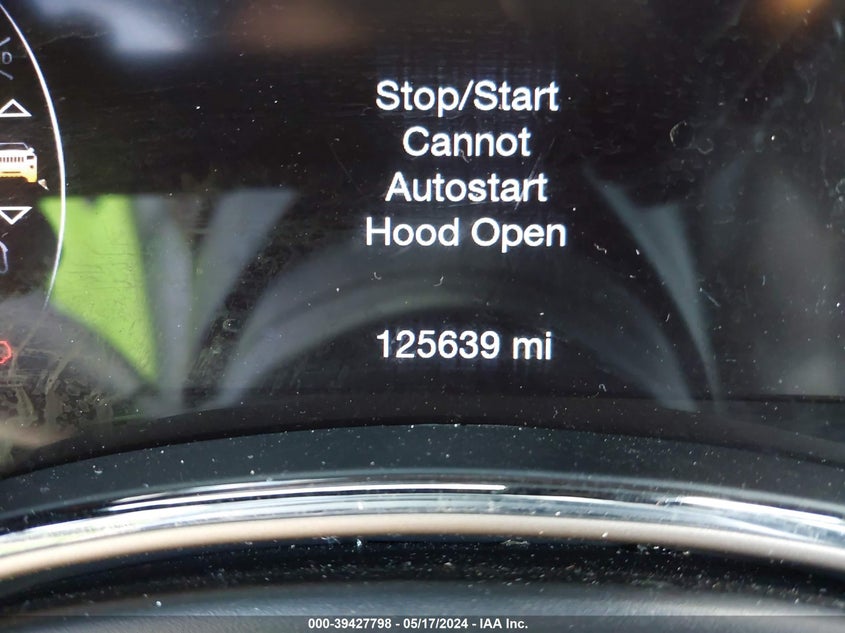 Stop/Start
Cannot
Autostart
Hood Open
125639 mi
000-39427798 - 05/17/2024 - IAA Inc.